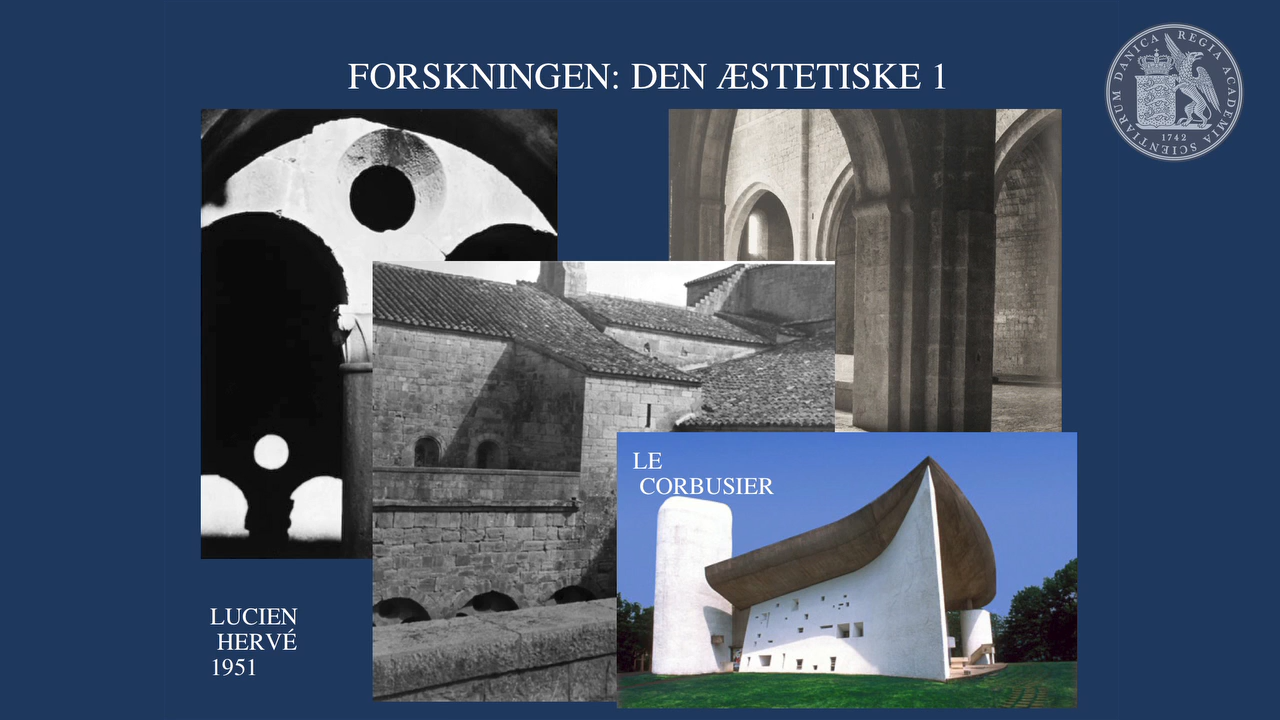 FORSKNINGEN: DEN ÆSTETISKE 1
REGIA ACADEMIA SCIENTIARUM DANICA
1742
LE
CORBUSIER
LUCIEN
HERVÉ
1951